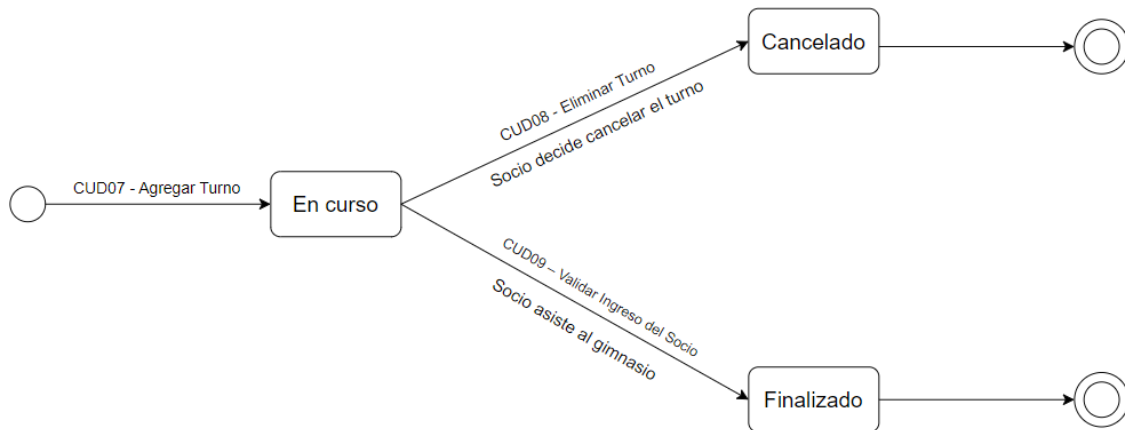 Cancelado
CUD08 - Eliminar Turno
Socio decide cancelar el turno
CUD07 - Agregar Turno
En curso
CUD09 – Validar Ingreso del Socio
Socio asiste al gimnasio
Finalizado